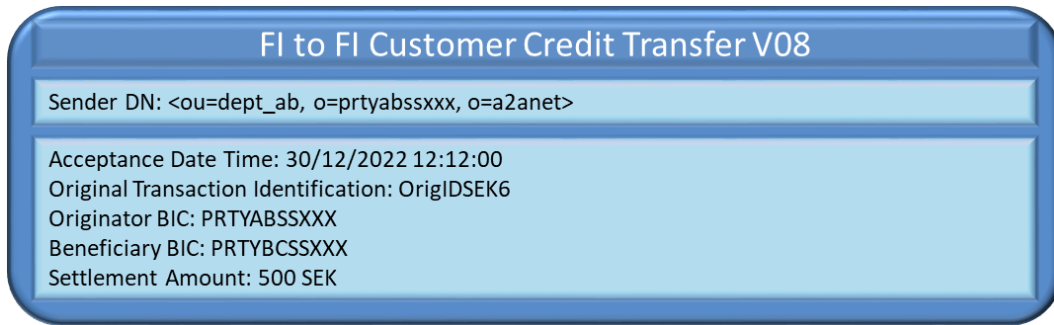 FI to FI Customer Credit Transfer V08
Sender DN: <ou=dept_ab, o=prtyabssxxx, o=a2anet>
Acceptance Date Time: 30/12/2022 12:12:00
Original Transaction Identification: OrigIDSEK6
Originator BIC: PRTYABSSXXX
Beneficiary BIC: PRTYBCSSXXX
Settlement Amount: 500 SEK